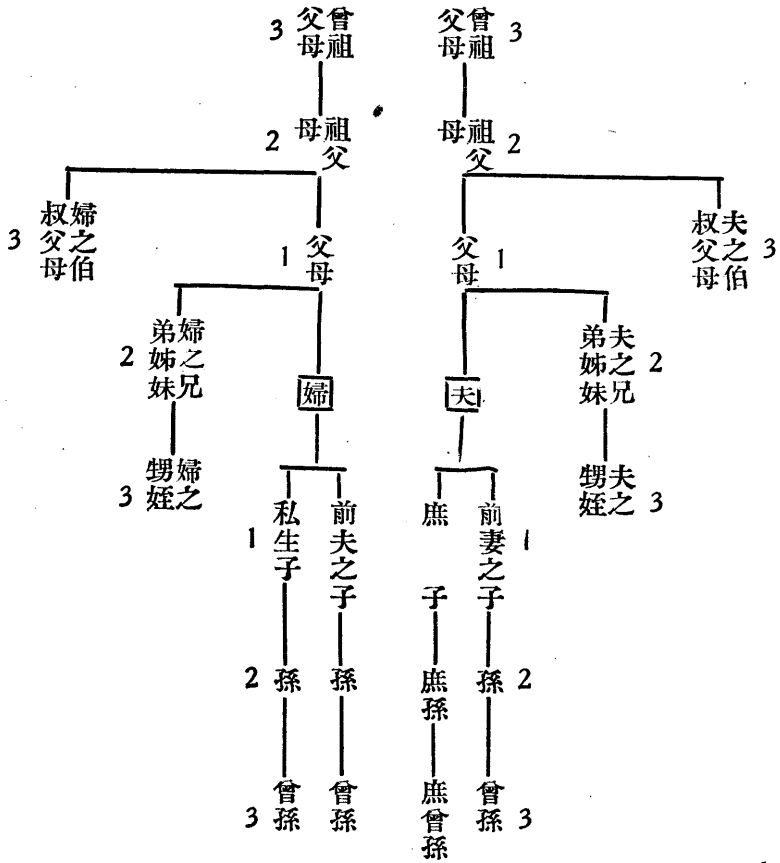 3
曾祖
父母
曾祖
父母
3
2
祖父
母
祖父
母
2
3
夫之伯
叔父母
1
父母
父母
1
婦之伯
叔父母
3
2
夫之兄
弟姊妹
夫
婦
婦之兄
弟姊妹
2
3
夫之
甥姪
婦之
甥姪
3
1
前妻之子
庶子
前夫之子
私生子
1
2
孫
庶孫
孫
孫
2
3
曾孫
庶曾孫
曾孫
曾孫
3